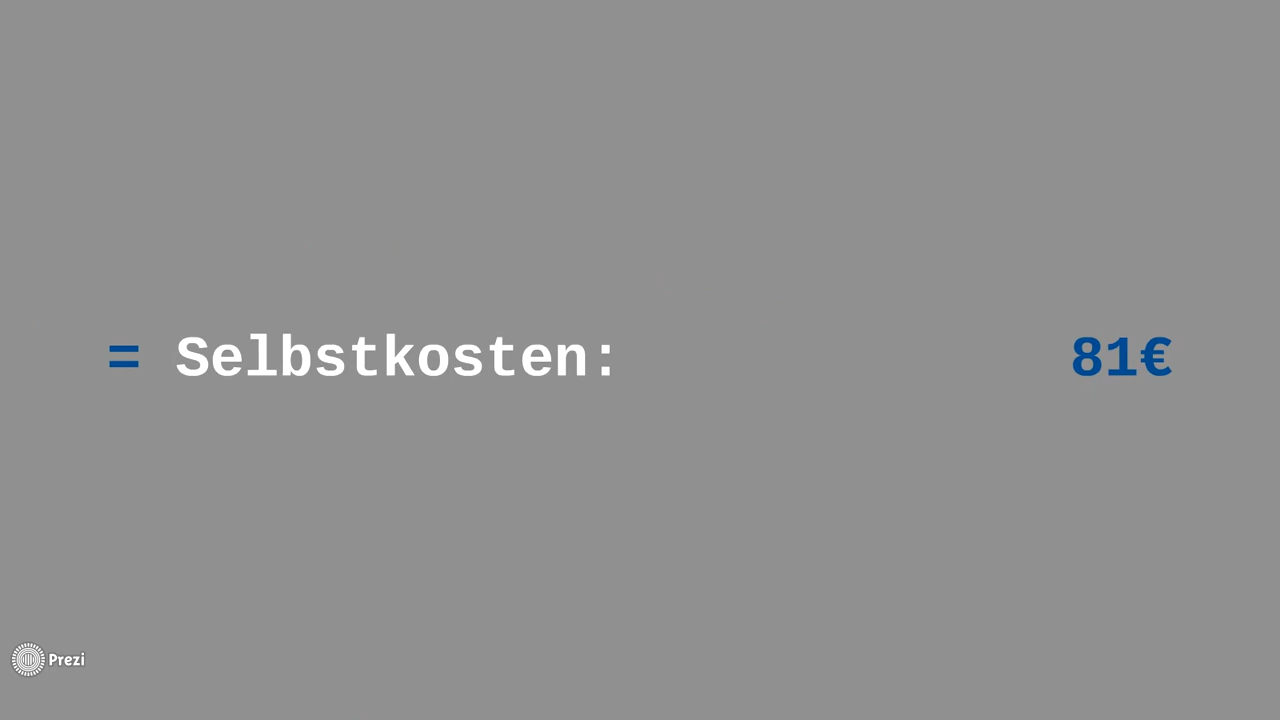 = Selbstkosten: 81€
Prezi